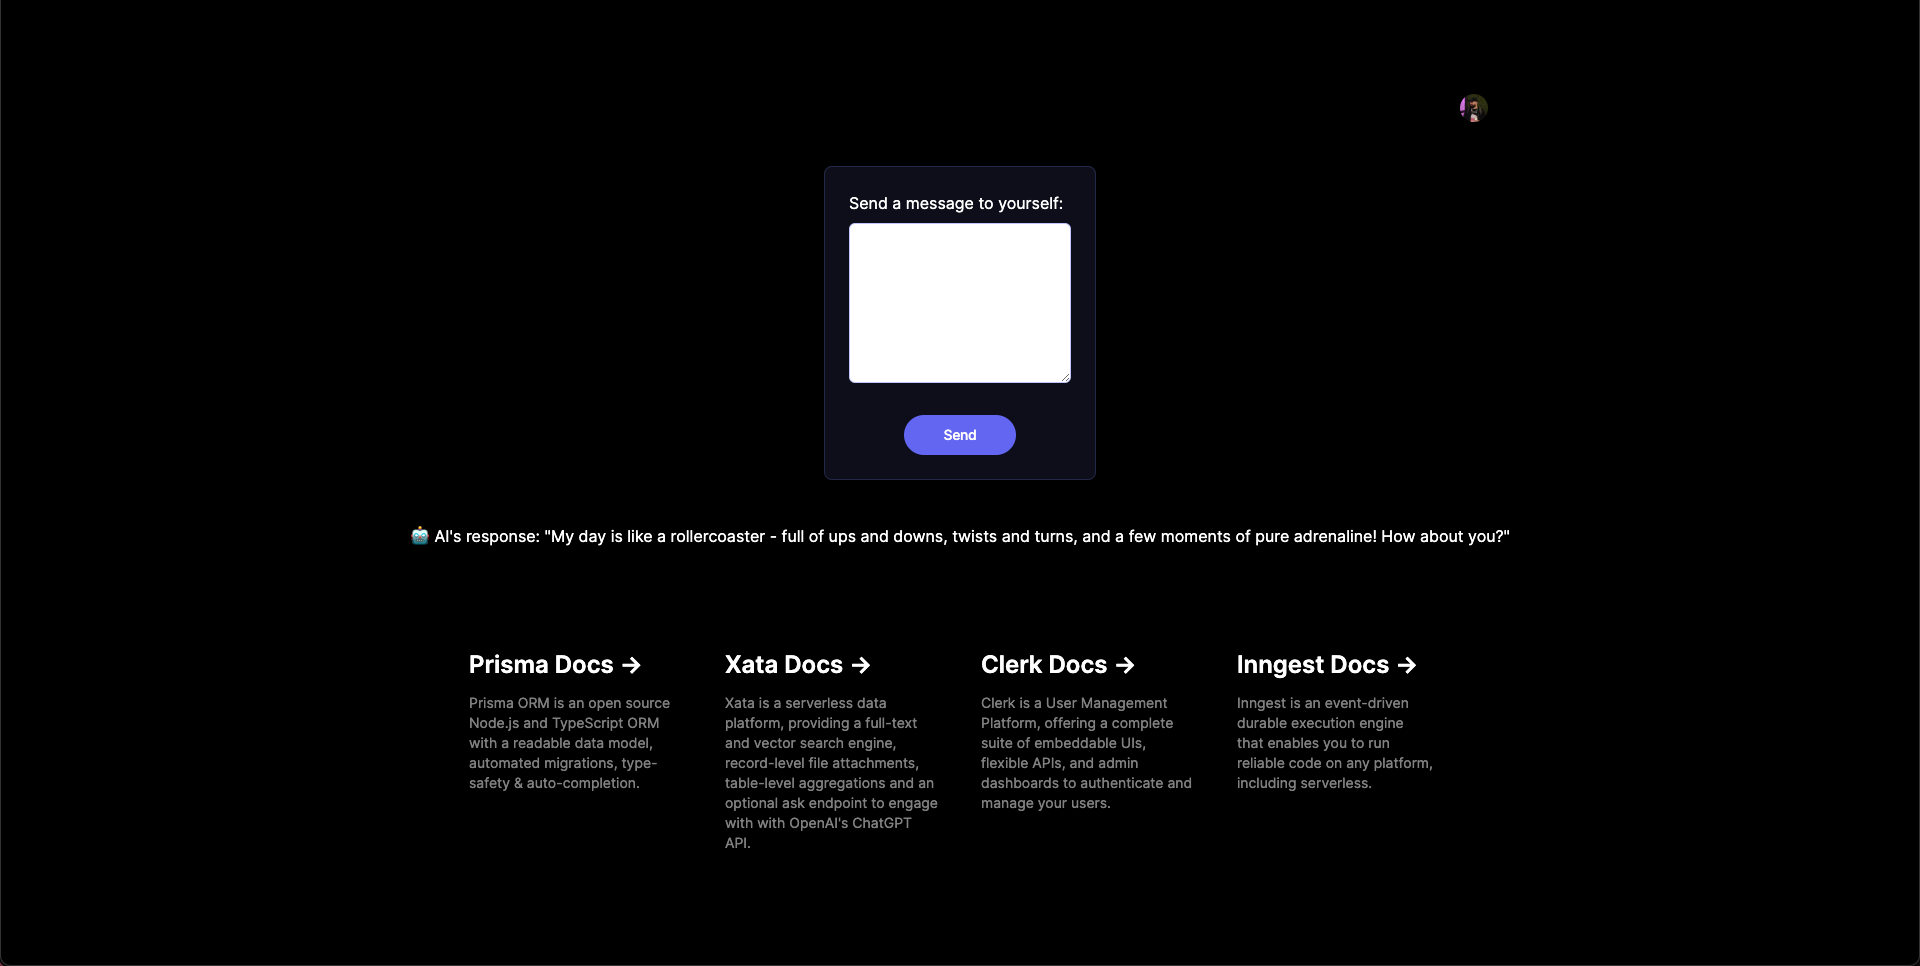 Send a message to yourself:
Send
🤖 AI's response: "My day is like a rollercoaster - full of ups and downs, twists and turns, and a few moments of pure adrenaline! How about you?"
Prisma Docs →
Prisma ORM is an open source
Node.js and TypeScript ORM
with a readable data model,
automated migrations, type-
safety & auto-completion.
Xata Docs →
Xata is a serverless data
platform, providing a full-text
and vector search engine,
record-level file attachments,
table-level aggregations and an
optional ask endpoint to engage
with with OpenAI's ChatGPT
API.
Clerk Docs →
Clerk is a User Management
Platform, offering a complete
suite of embeddable UIs,
flexible APIs, and admin
dashboards to authenticate and
manage your users.
Inngest Docs →
Inngest is an event-driven
durable execution engine
that enables you to run
reliable code on any platform,
including serverless.